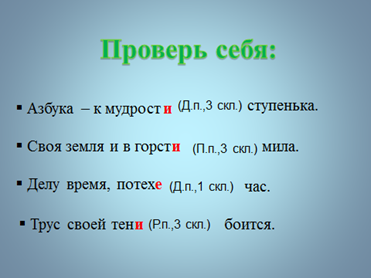 Проверь себя:
▪ Азбука – к мудрости (Д.п.,3 скл.) ступенька.
▪ Своя земля и в горсти (П.п.,3 скл.) мила.
▪ Делу время, потехе (Д.п.,1 скл.) час.
▪ Трус своей тени (Р.п.,3 скл.) боится.